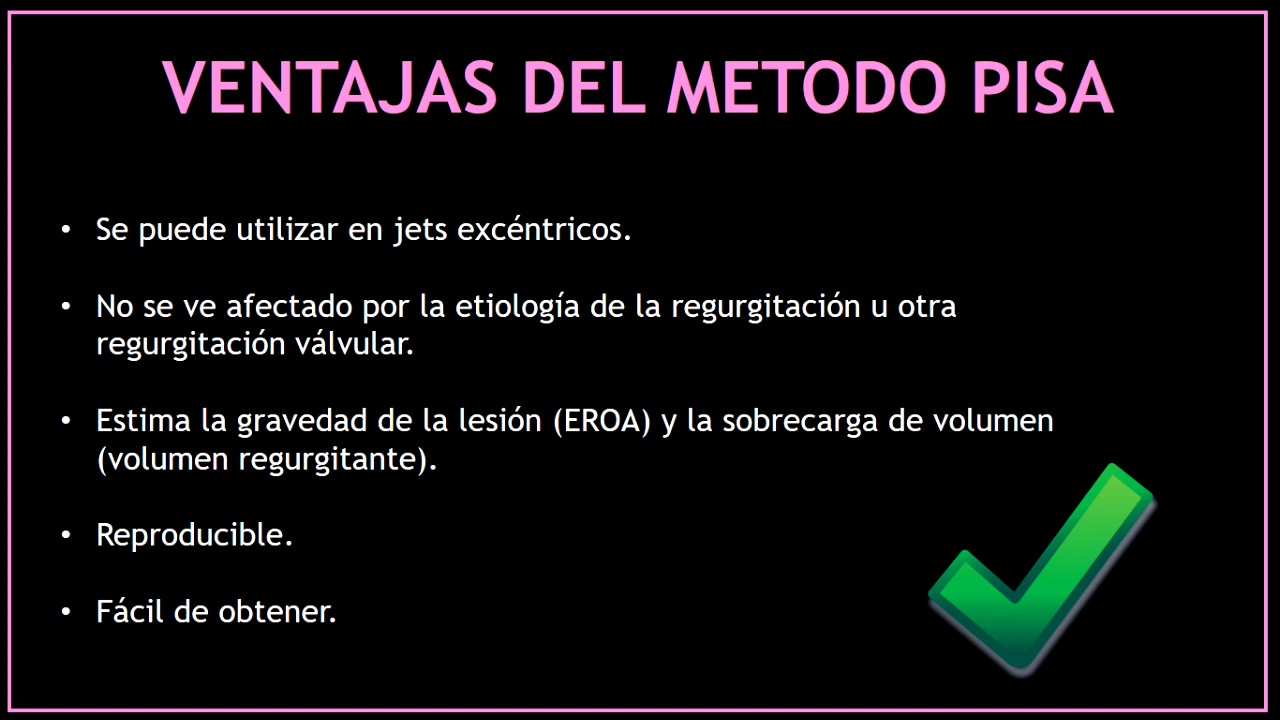 VENTAJAS DEL METODO PISA
• Se puede utilizar en jets excéntricos.
• No se ve afectado por la etiología de la regurgitación u otra
regurgitación válvular.
• Estima la gravedad de la lesión (EROA) y la sobrecarga de volumen
(volumen regurgitante).
• Reproducible.
• Fácil de obtener.